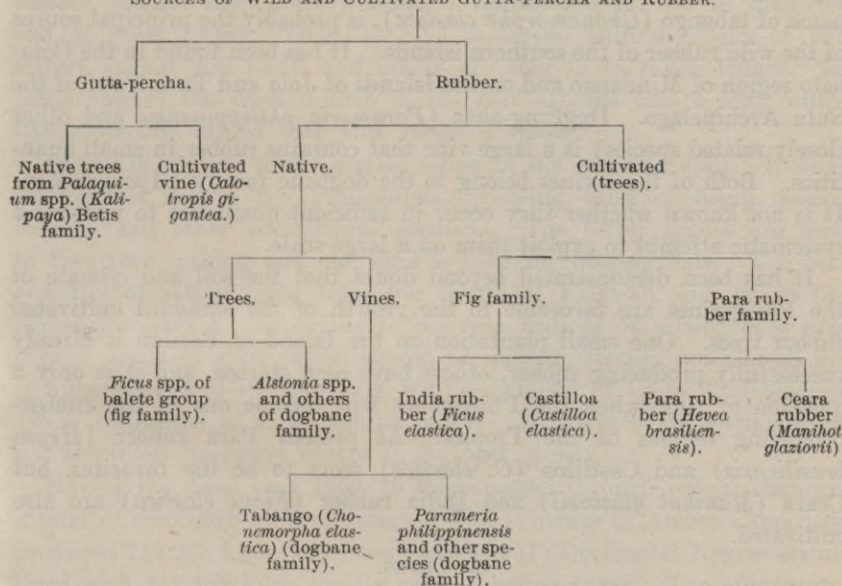 SOURCES OF WILD AND CULTIVATED GUTTA-PERCHA AND RUBBER.
Gutta-percha.
Rubber.
Native trees
from Palaqui-
um spp. (Kali-
paya) Betis
family.
Cultivated
vine (Calo-
tropis gi-
gantea.)
Native.
Cultivated
(trees).
Trees.
Vines.
Fig family.
Para rub-
ber family.
Ficus spp. of
balete group
(fig family).
Alstonia spp.
and others
of dogbane
family.
India rub-
ber (Ficus
elastica).
Castilloa
(Castilloa
elastica).
Para rub-
ber (Hevea
brasilien-
sis).
Ceara
rubber
(Manihot
glaziovii)
Tabango (Cho-
nemorpha elas-
tica) (dogbane
family).
Parameria
philippinensis
and other spe-
cies (dogbane
family).